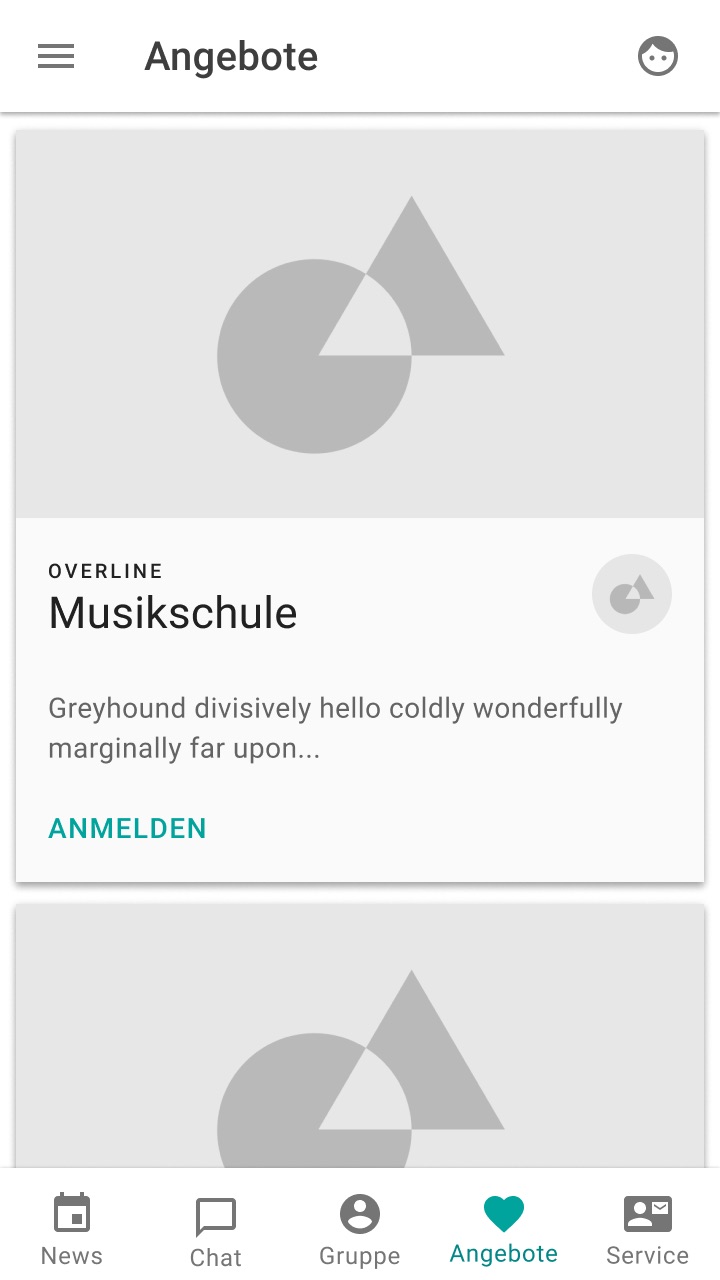 Angebote
OVERLINE
Musikschule
Greyhound divisively hello coldly wonderfully
marginally far upon...
ANMELDEN
News
Chat
Gruppe
Angebote
Service